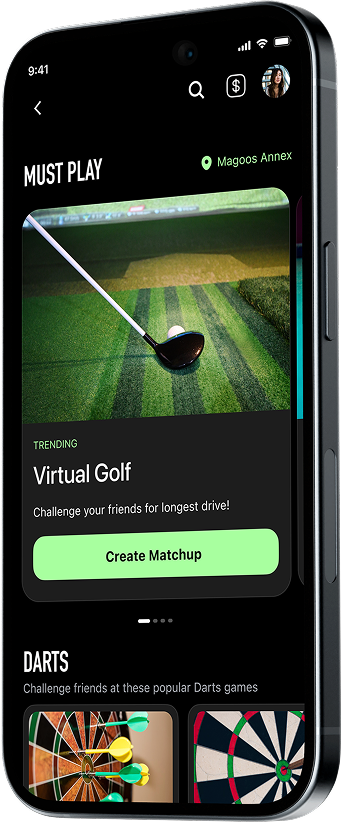 9:41
MUST PLAY
Magoos Annex
TRENDING
Virtual Golf
Challenge your friends for longest drive!
Create Matchup
DARTS
Challenge friends at these popular Darts games